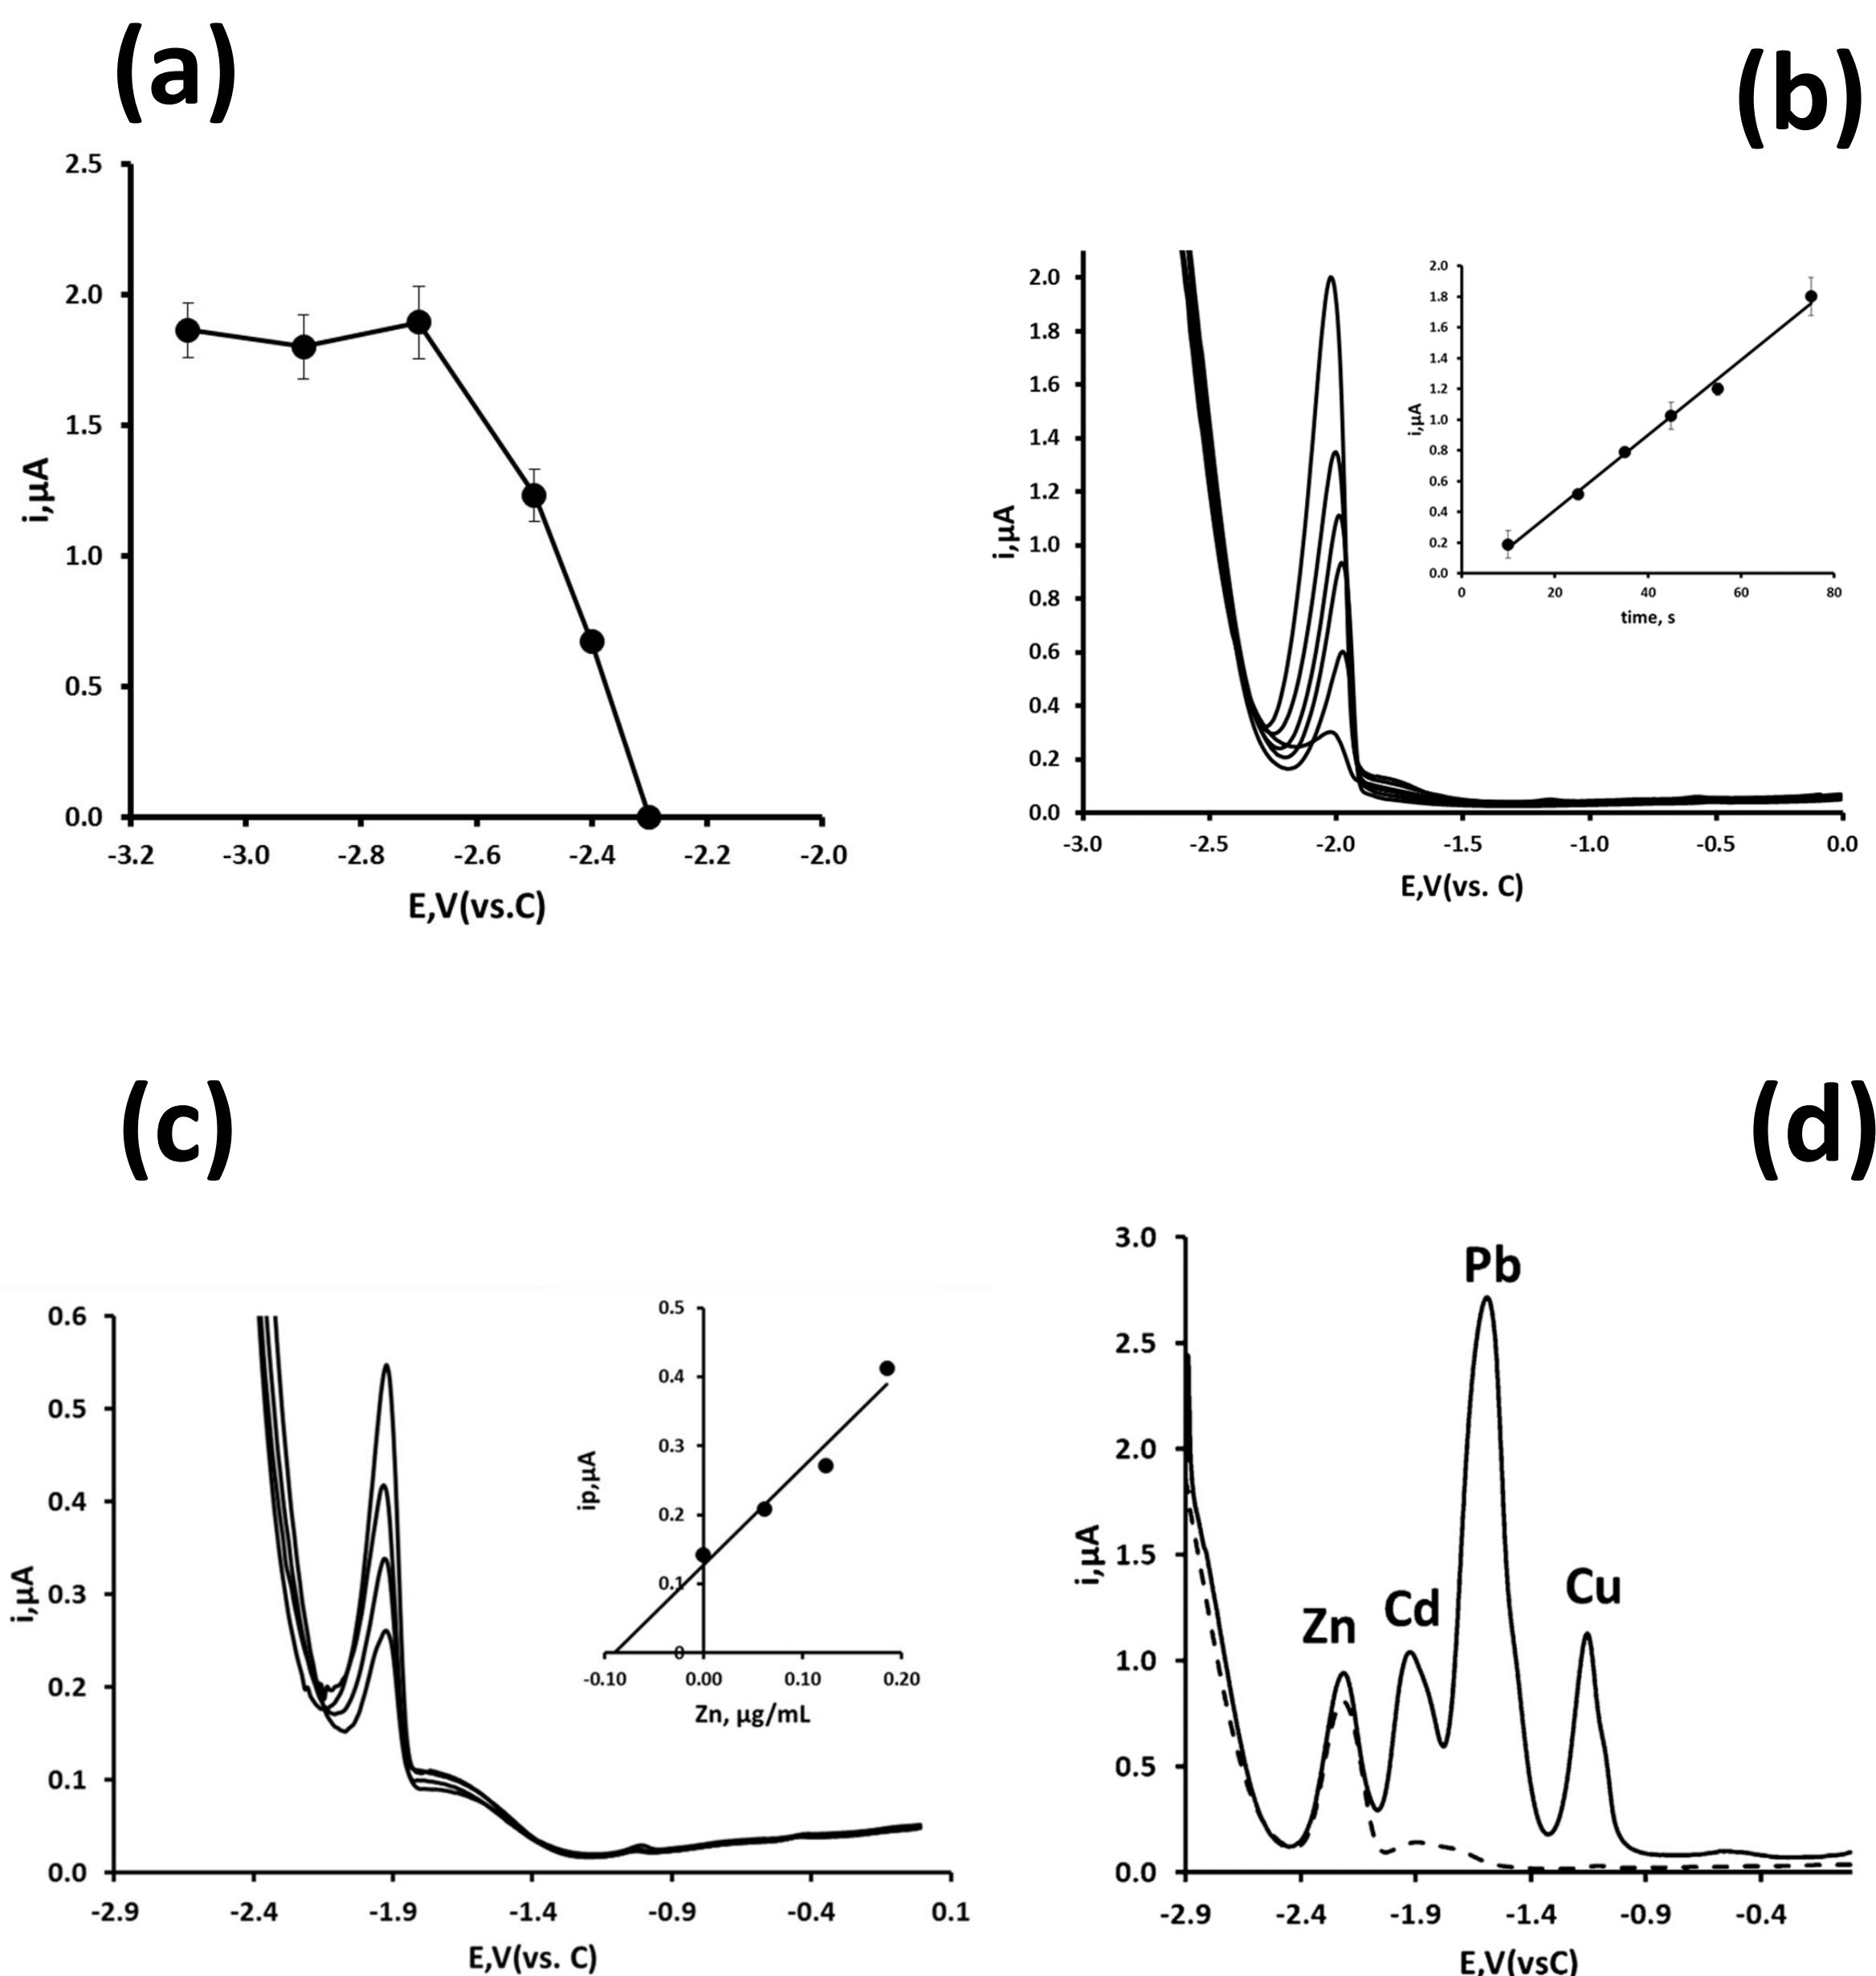 (a)
2.5
2.0
1.5
1.0
0.5
0.0
i,µA
-3.2 -3.0 -2.8 -2.6 -2.4 -2.2 -2.0
E,V(vs.C)
(b)
2.0
1.8
1.6
1.4
1.2
1.0
0.8
0.6
0.4
0.2
0.0
i,µA
-3.0 -2.5 -2.0 -1.5 -1.0 -0.5 0.0
E,V(vs. C)
2.0
1.8
1.6
1.4
1.2
1.0
0.8
0.6
0.4
0.2
0.0
i,µA
0 20 40 60 80
time, s
(c)
0.6
0.5
0.4
0.3
0.2
0.1
0.0
i,µA
-2.9 -2.4 -1.9 -1.4 -0.9 -0.4 0.1
E,V(vs. C)
0.5
0.4
0.3
0.2
0.1
0
ip,µA
-0.10 0.00 0.10 0.20
Zn, µg/mL
(d)
3.0
2.5
2.0
1.5
1.0
0.5
0.0
i,µA
Zn
Cd
Pb
Cu
-2.9 -2.4 -1.9 -1.4 -0.9 -0.4
E,V(vsC)